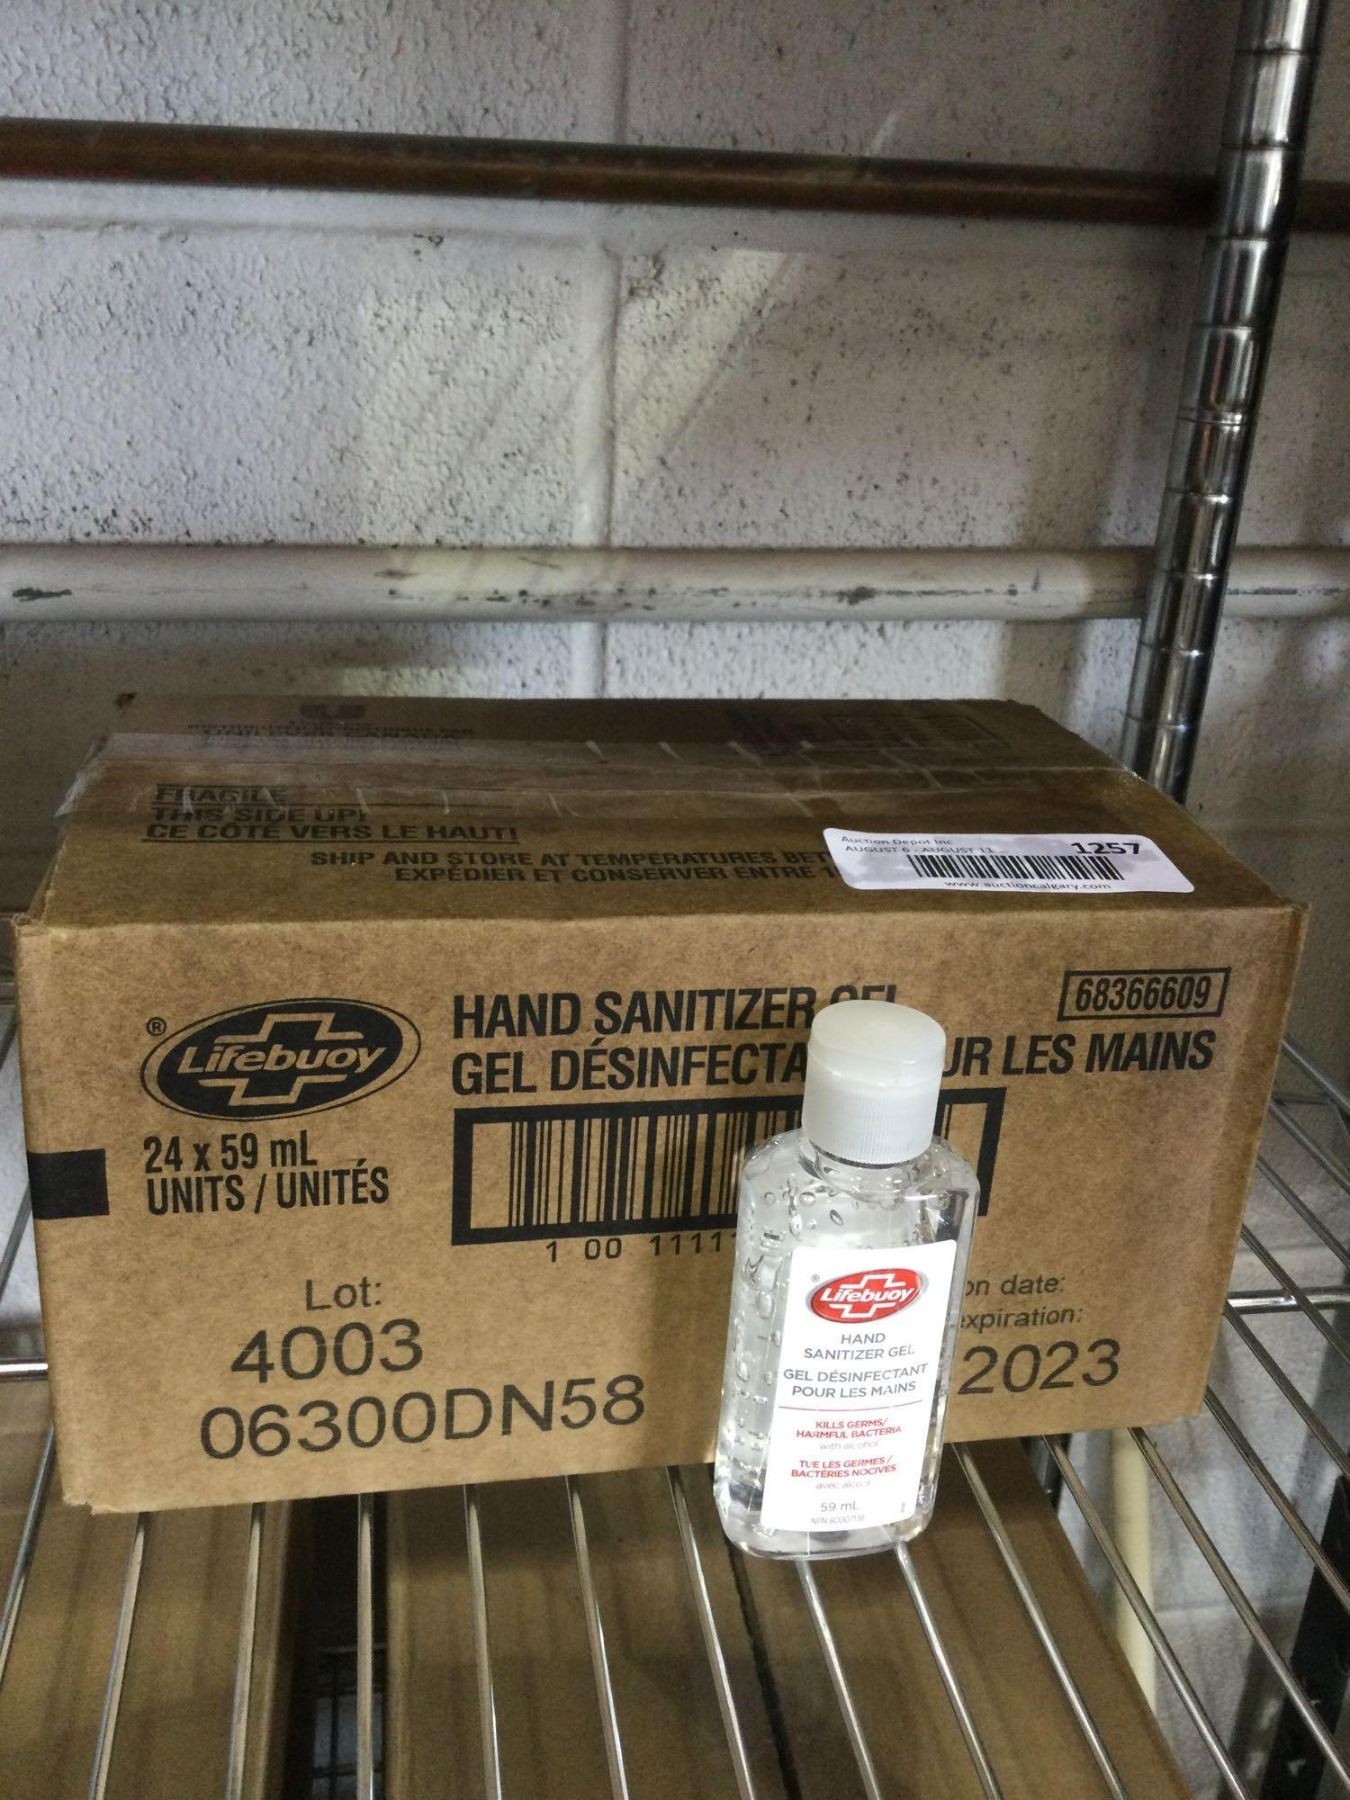 FRAGILE
THIS SIDE UP!
CE CÔTÉ VERS LE HAUT!
SHIP AND STORE AT TEMPERATURES BET
EXPÉDIER ET CONSERVER ENTRE 1
Auction Depot Inc
AUGUST 6 - AUGUST 11
1257
www.auctioncalgary.com
68366609
® Lifebuoy
HAND SANITIZER GEL
GEL DÉSINFECTA UR LES MAINS
24 x 59 mL
UNITS / UNITÉS
1 00 1111
Lot:
4003
06300DN58
on date:
expiration:
2023
® Lifebuoy
HAND
SANITIZER GEL
GEL DÉSINFECTANT
POUR LES MAINS
KILLS GERMS/
HARMFUL BACTERIA
with alcohol
TUE LES GERMES/
BACTÉRIES NOCIVES
avec alcool
59 mL